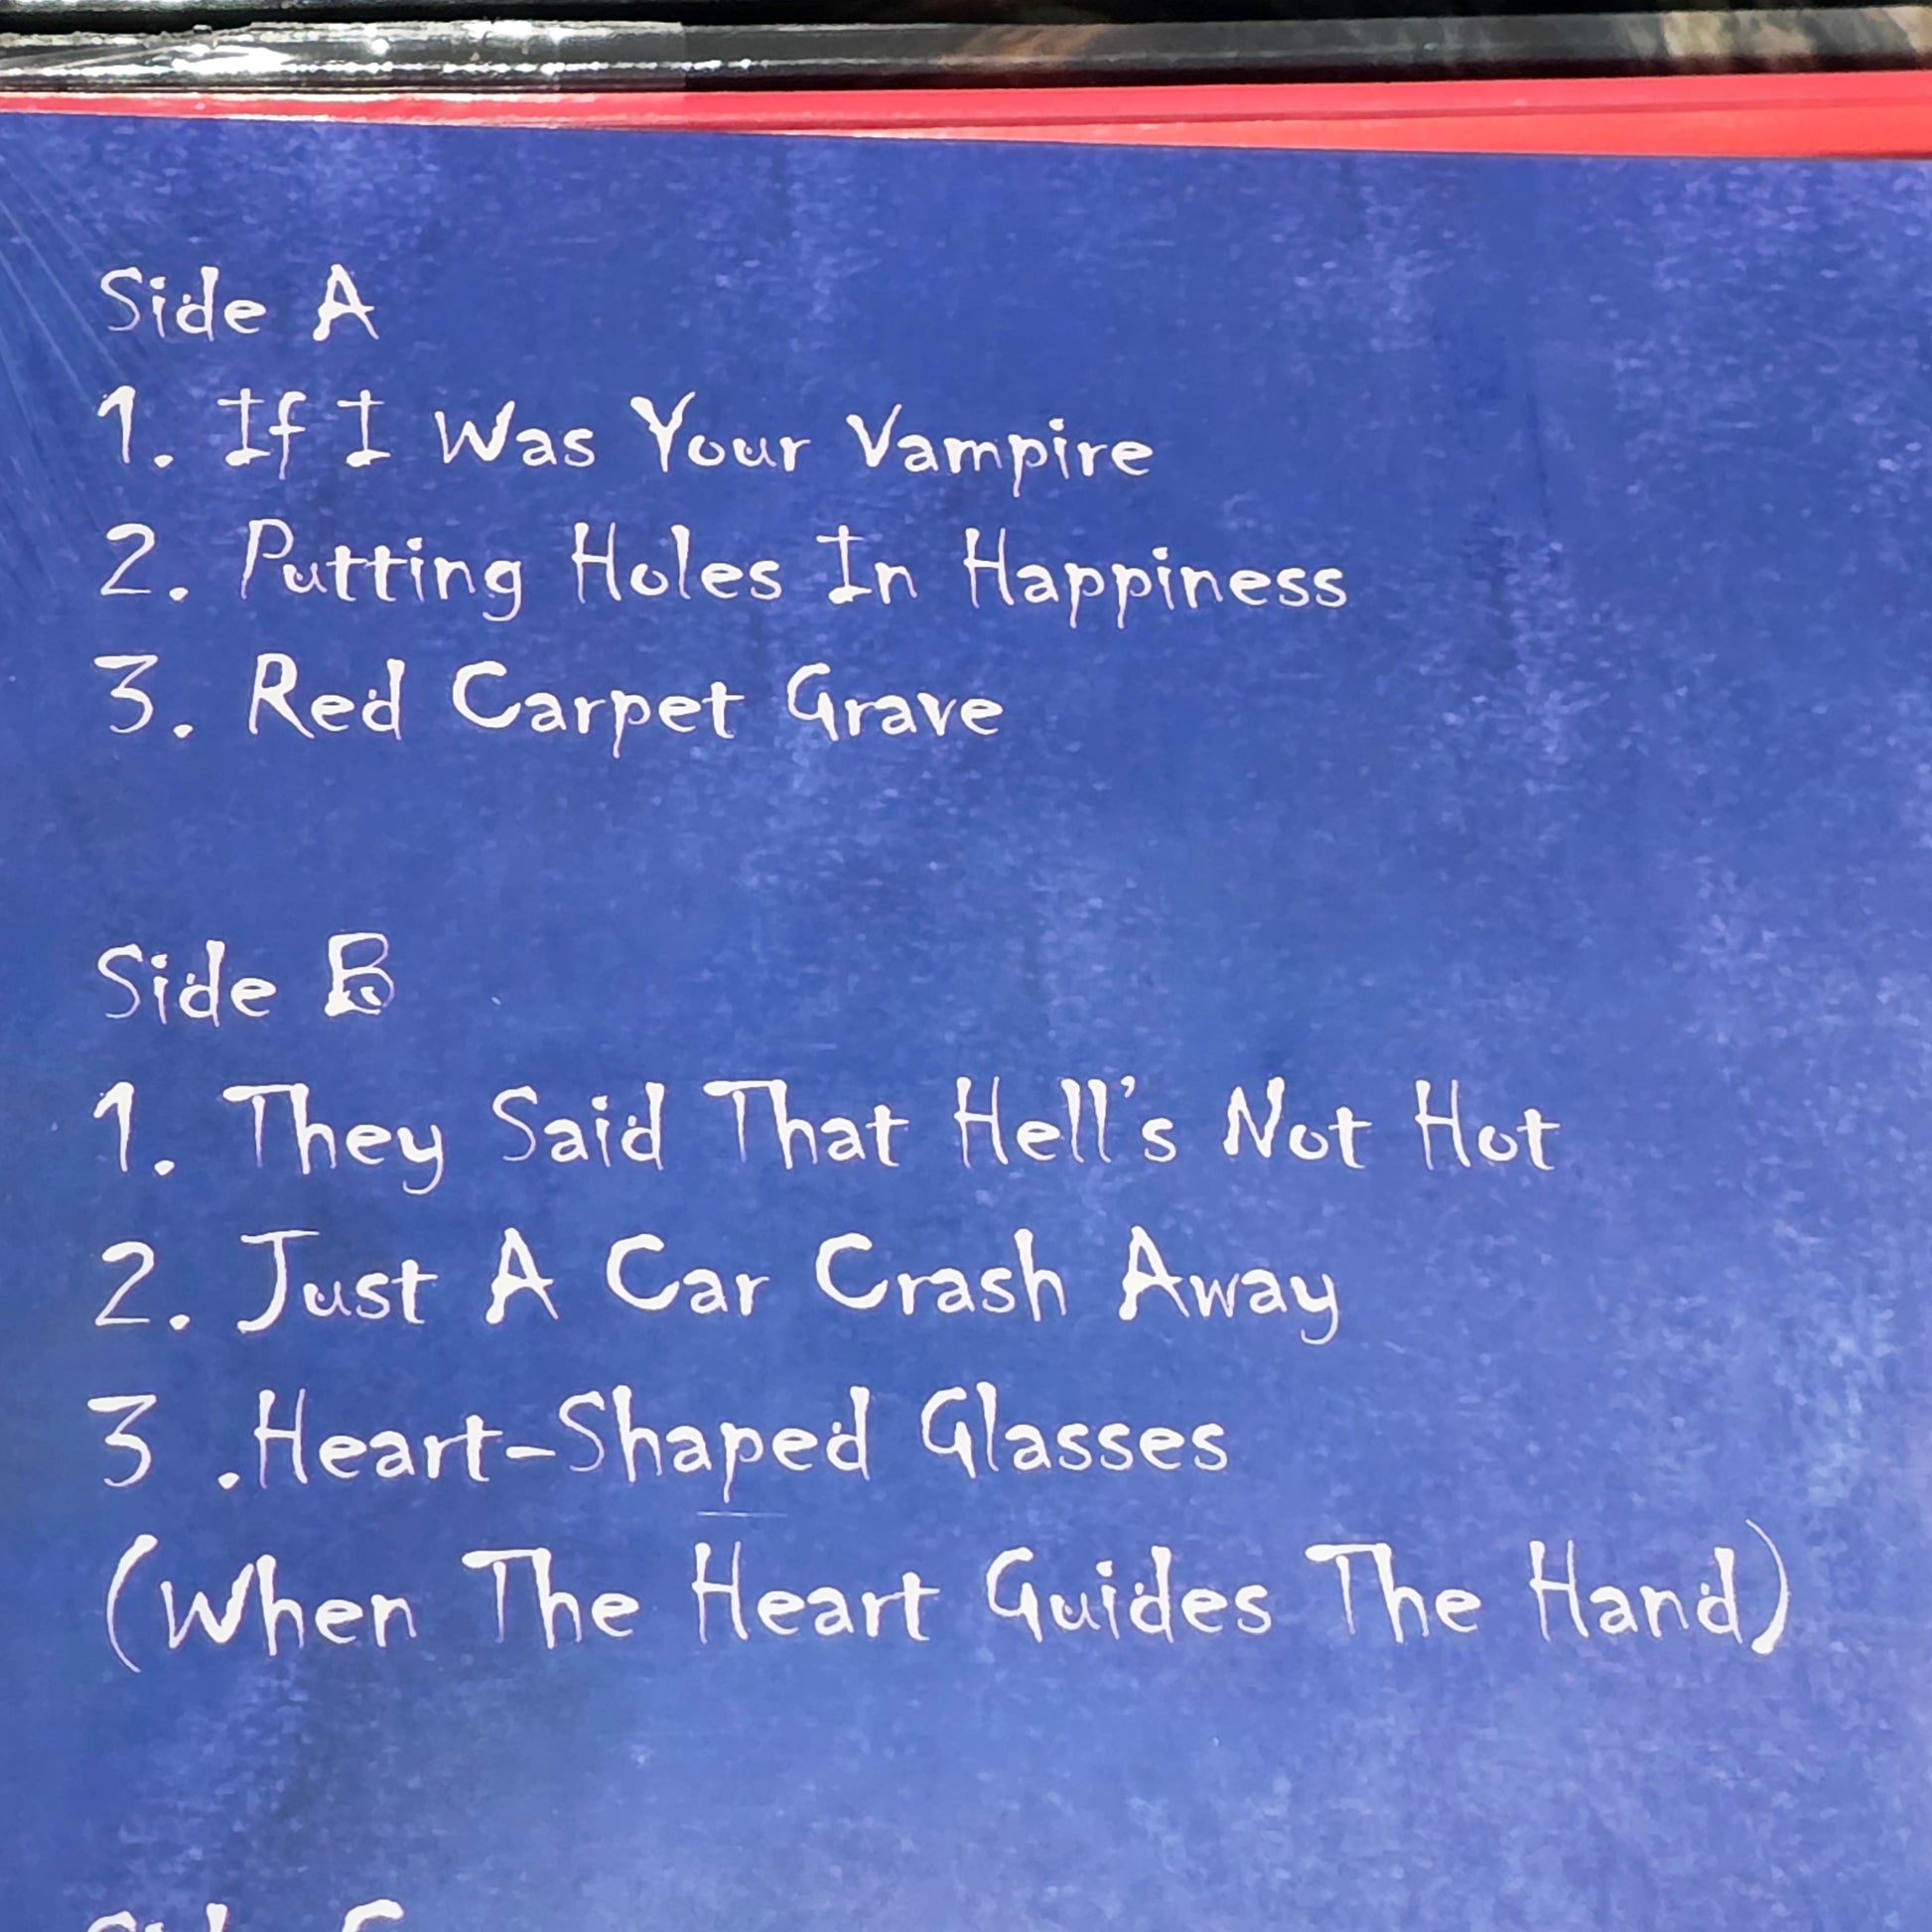 Side A
1. If I Was Your Vampire
2. Putting Holes In Happiness
3. Red Carpet Grave
Side B
1. They Said That Hell's Not Hot
2. Just A Car Crash Away
3 .Heart-Shaped Glasses
(When The Heart Guides The Hand)